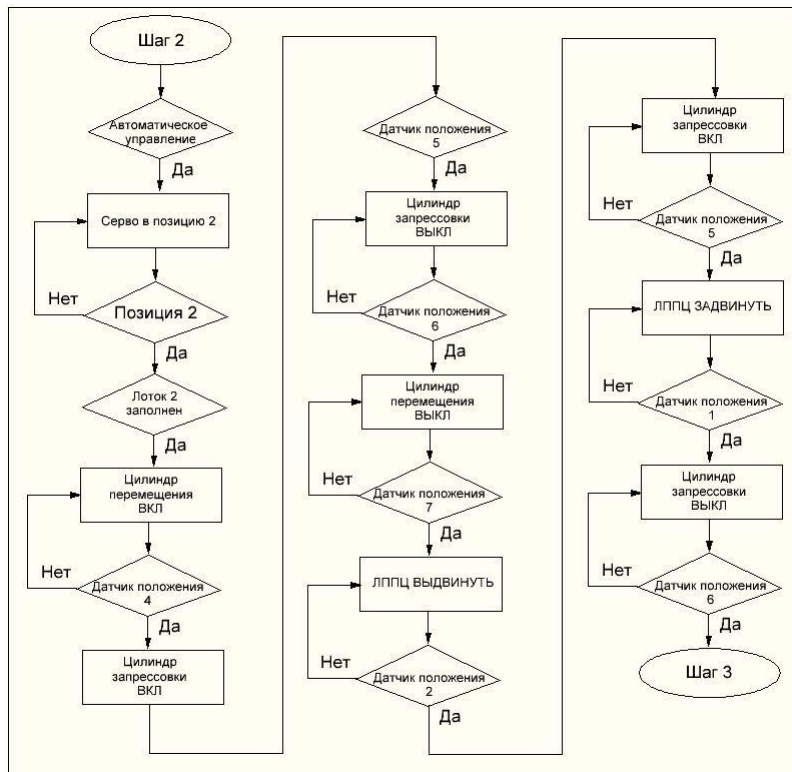 Шаг 2
Автоматическое
управление
Да
Серво в позицию 2
Нет
Позиция 2
Да
Лоток 2
заполнен
Да
Цилиндр
перемещения
ВКЛ
Нет
Датчик положения
4
Да
Цилиндр
запрессовки
ВКЛ
Датчик положения
5
Да
Цилиндр
запрессовки
ВЫКЛ
Нет
Датчик положения
6
Да
Цилиндр
перемещения
ВЫКЛ
Нет
Датчик положения
7
Да
ЛППЦ ВЫДВИНУТЬ
Нет
Датчик положения
2
Да
Цилиндр
запрессовки
ВКЛ
Нет
Датчик положения
5
Да
ЛППЦ ЗАДВИНУТЬ
Нет
Датчик положения
1
Да
Цилиндр
запрессовки
ВЫКЛ
Нет
Датчик положения
6
Да
Шаг 3